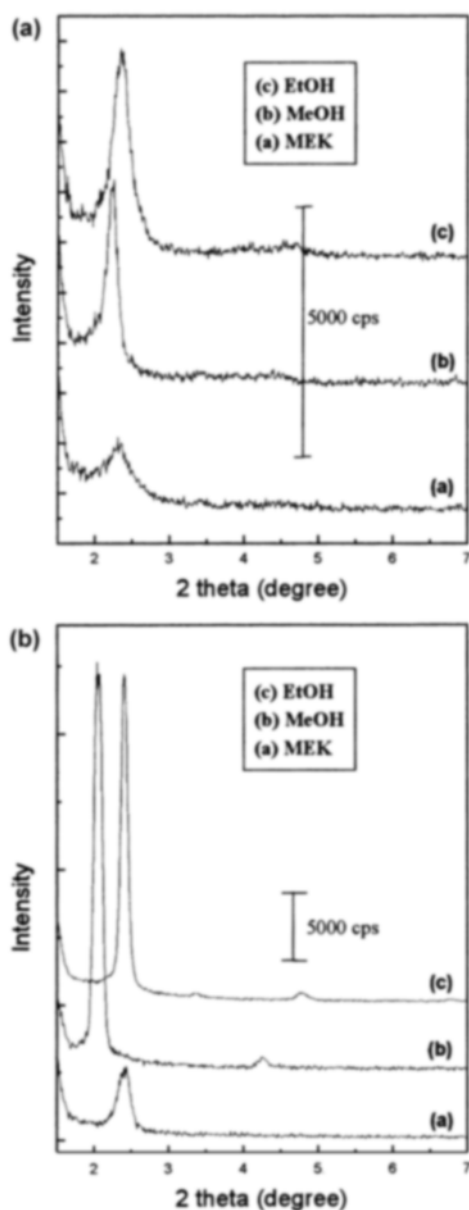 (a)
(c) EtOH
(b) MeOH
(a) MEK
(c)
5000 cps
(b)
(a)
Intensity
2 3 4 5 6 7
2 theta (degree)
(b)
(c) EtOH
(b) MeOH
(a) MEK
5000 cps
(c)
(b)
(a)
Intensity
2 3 4 5 6 7
2 theta (degree)